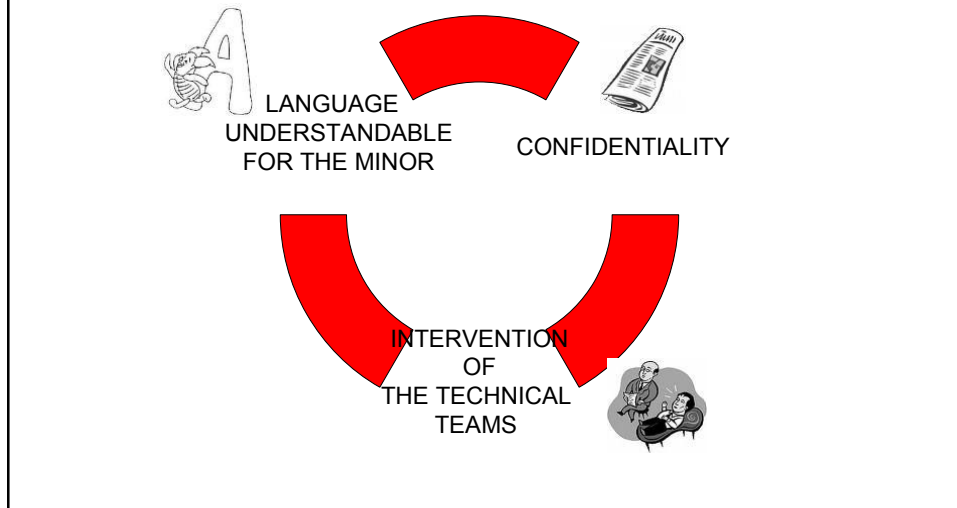 LANGUAGE
UNDERSTANDABLE
FOR THE MINOR
CONFIDENTIALITY
INTERVENTION
OF
THE TECHNICAL
TEAMS